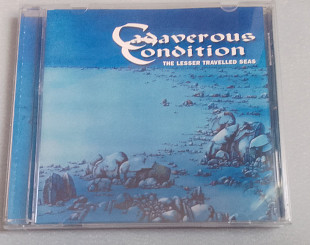 Cadaverous
Condition
THE LESSER TRAVELLED SEAS